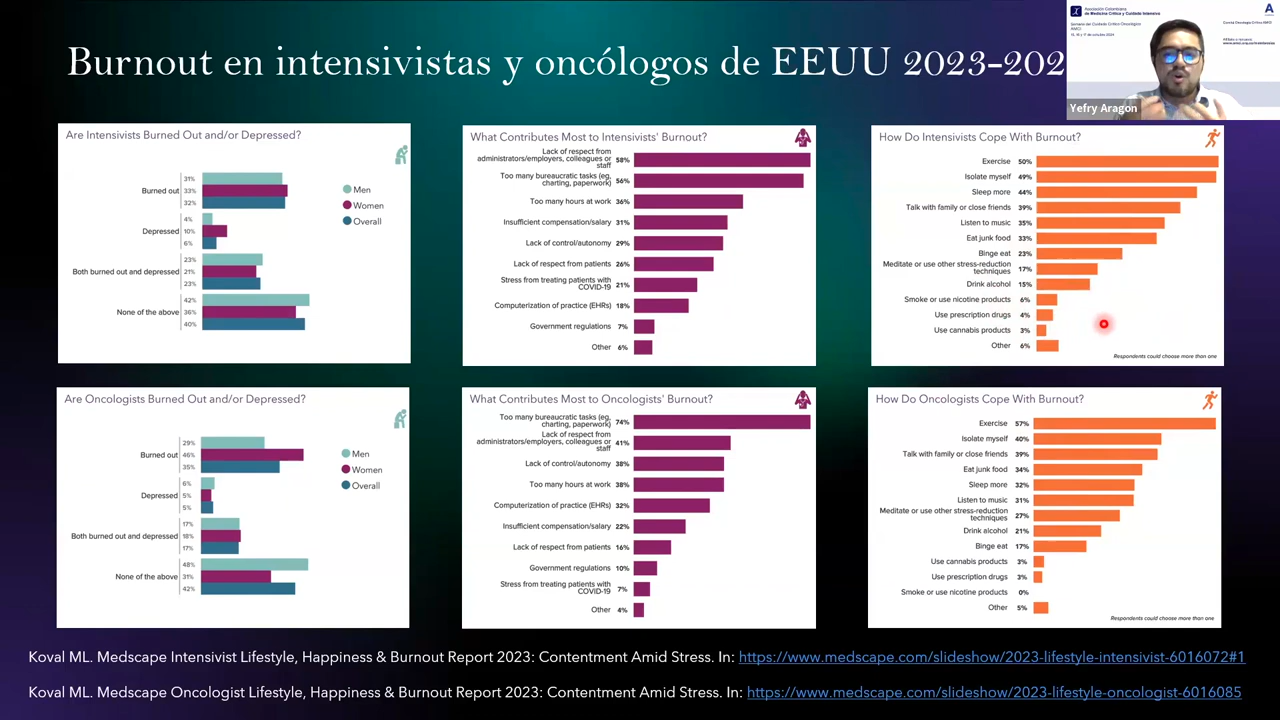 Burnout en intensivistas y oncólogos de EEUU 2023-202
Asociación Colombiana
de Medicina Crítica y Cuidado Intensivo
Yefry Aragon
Are Intensivists Burned Out and/or Depressed?
Burned out
31%
33%
32%
Depressed
4%
10%
6%
Both burned out and depressed
23%
21%
23%
None of the above
42%
36%
40%
Men
Women
Overall
What Contributes Most to Intensivists' Burnout?
Lack of respect from
administrators/employers, colleagues or
staff
58%
Too many bureaucratic tasks (eg,
charting, paperwork)
56%
Too many hours at work 36%
Insufficient compensation/salary 31%
Lack of control/autonomy 29%
Lack of respect from patients 26%
Stress from treating patients with
COVID-19
21%
Computerization of practice (EHRs) 18%
Government regulations 7%
Other 6%
How Do Intensivists Cope With Burnout?
Exercise 50%
Isolate myself 49%
Sleep more 44%
Talk with family or close friends 39%
Listen to music 35%
Eat junk food 33%
Binge eat 23%
Meditate or use other stress-reduction
techniques
17%
Drink alcohol 15%
Smoke or use nicotine products 6%
Use prescription drugs 4%
Use cannabis products 3%
Other 6%
Respondents could choose more than one
Are Oncologists Burned Out and/or Depressed?
Burned out
29%
46%
35%
Depressed
6%
5%
5%
Both burned out and depressed
17%
18%
17%
None of the above
48%
31%
42%
Men
Women
Overall
What Contributes Most to Oncologists' Burnout?
Too many bureaucratic tasks (eg,
charting, paperwork)
74%
Lack of respect from
administrators/employers, colleagues or
staff
41%
Lack of control/autonomy 38%
Too many hours at work 38%
Computerization of practice (EHRs) 32%
Insufficient compensation/salary 22%
Lack of respect from patients 16%
Government regulations 10%
Stress from treating patients with
COVID-19
7%
Other 4%
How Do Oncologists Cope With Burnout?
Exercise 57%
Isolate myself 40%
Talk with family or close friends 39%
Eat junk food 34%
Sleep more 32%
Listen to music 31%
Meditate or use other stress-reduction
techniques
27%
Drink alcohol 21%
Binge eat 17%
Use cannabis products 3%
Use prescription drugs 3%
Smoke or use nicotine products 0%
Other 5%
Respondents could choose more than one
Koval ML. Medscape Intensivist Lifestyle, Happiness & Burnout Report 2023: Contentment Amid Stress. In: https://www.medscape.com/slideshow/2023-lifestyle-intensivist-6016072#1
Koval ML. Medscape Oncologist Lifestyle, Happiness & Burnout Report 2023: Contentment Amid Stress. In: https://www.medscape.com/slideshow/2023-lifestyle-oncologist-6016085